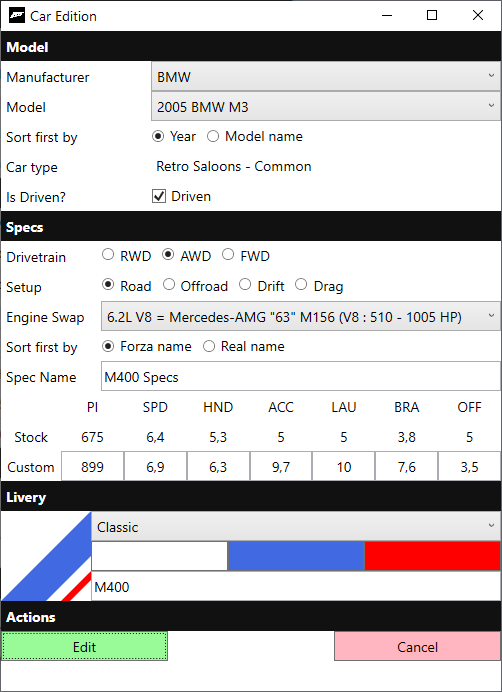 Car Edition
Model
Manufacturer BMW
Model 2005 BMW M3
Sort first by Year Model name
Car type Retro Saloons - Common
Is Driven? Driven
Specs
Drivetrain RWD AWD FWD
Setup Road Offroad Drift Drag
Engine Swap 6.2L V8 = Mercedes-AMG "63" M156 (V8 : 510 - 1005 HP)
Sort first by Forza name Real name
Spec Name M400 Specs
PI SPD HND ACC LAU BRA OFF
Stock 675 6,4 5,3 5 5 3,8 5
Custom 899 6,9 6,3 9,7 10 7,6 3,5
Livery
Classic
M400
Actions
Edit Cancel